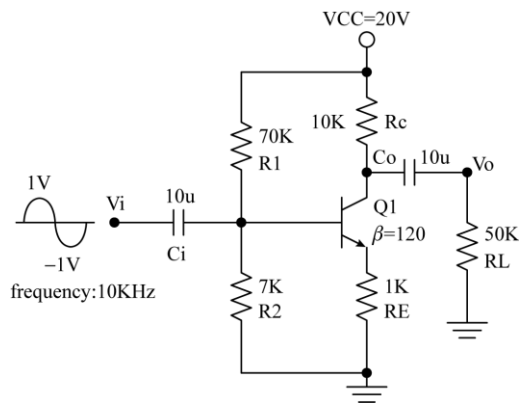 VCC=20V
10K
Rc
70K
R1
Co
10u
Vo
1V
Vi
10u
Q1
β=120
50K
RL
−1V
Ci
frequency:10KHz
7K
R2
1K
RE